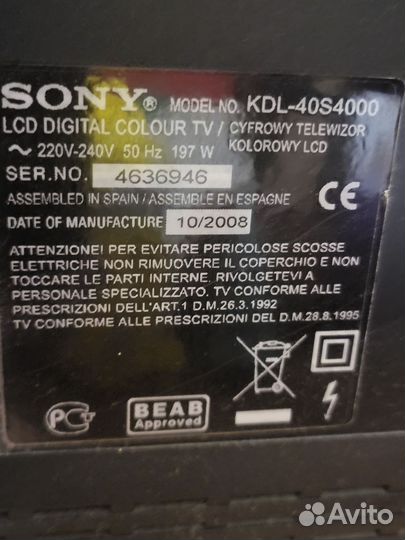 SONY® MODEL NO. KDL-40S4000
LCD DIGITAL COLOUR TV / CYFROWY TELEWIZOR
KOLOROWY LCD
~ 220V-240V 50 Hz 197 W
SER.NO. 4636946
ASSEMBLED IN SPAIN / ASSEMBLE EN ESPAGNE
CE
DATE OF MANUFACTURE 10/2008
ATTENZIONE! PER EVITARE PERICOLOSE SCOSSE
ELETTRICHE NON RIMUOVERE IL COPERCHIO E NON
TOCCARE LE PARTI INTERNE. RIVOLGETEVI A
PERSONALE SPECIALIZZATO. TV CONFORME ALLE
PRESCRIZIONI DELL'ART.1 D.M.26.3.1992
TV CONFORME ALLE PRESCRIZIONI DEL D.M.28.8.1995
BEAB
Approved
Avito